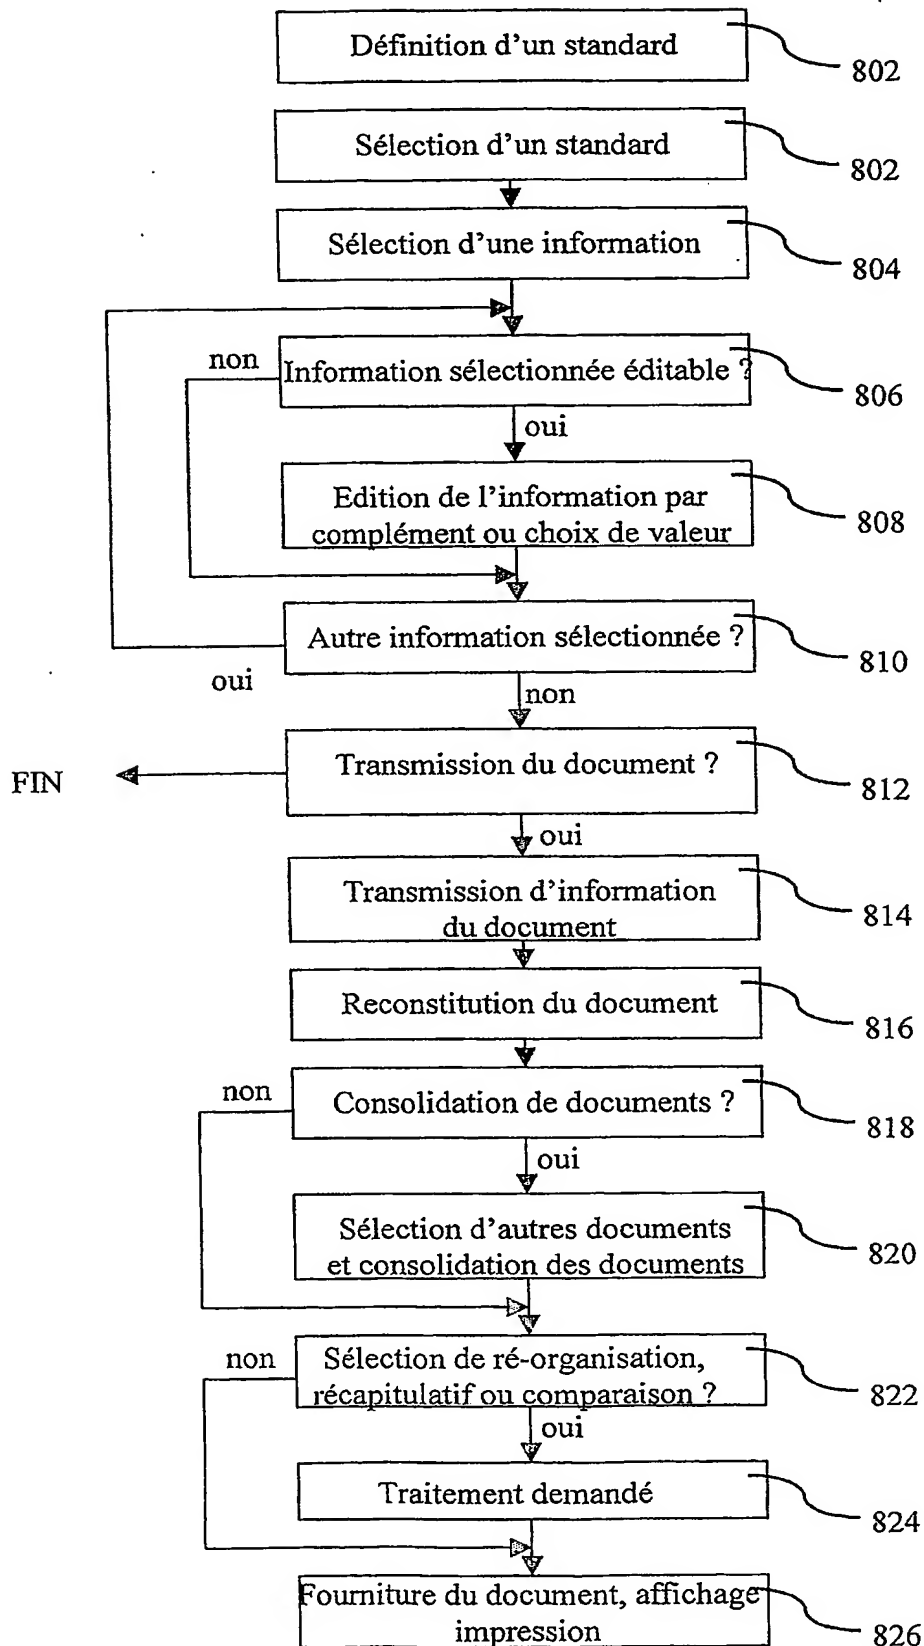 Définition d'un standard
802
Sélection d'un standard
802
Sélection d'une information
804
non
Information sélectionnée éditable ?
806
oui
Edition de l'information par
complément ou choix de valeur
808
Autre information sélectionnée ?
810
oui
non
Transmission du document ?
812
FIN
oui
Transmission d'information
du document
814
Reconstitution du document
816
non
Consolidation de documents ?
818
oui
Sélection d'autres documents
et consolidation des documents
820
non
Sélection de ré-organisation,
récapitulatif ou comparaison ?
822
oui
Traitement demandé
824
Fourniture du document, affichage
impression
826